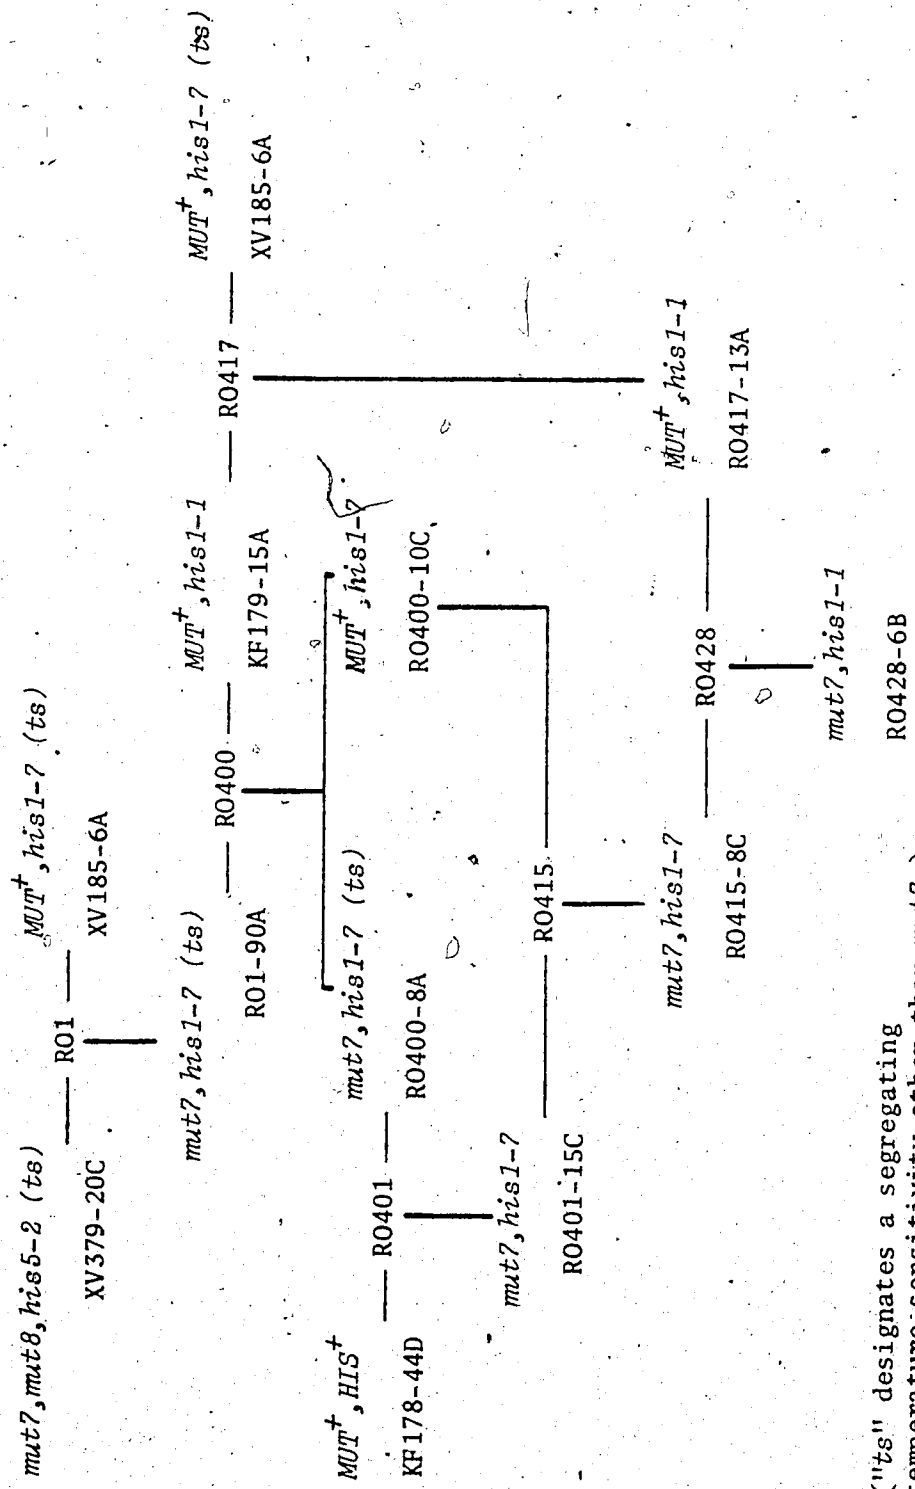 mut7,mut8,his5-2 (ts) MUT+,his1-7 (ts)
RO1
XV379-20C XV185-6A
mut7,his1-7 (ts) MUT+,his1-1 MUT+,his1-7 (ts)
RO400 RO417
RO1-90A KF179-15A XV185-6A
MUT+,HIS+ mut7,his1-7 (ts) MUT+,his1-7
RO401
KF178-44D RO400-8A RO400-10C
mut7,his1-7
RO415
RO401-15C
mut7,his1-7 MUT+,his1-1
RO428
RO415-8C RO417-13A
mut7,his1-1
RO428-6B
("ts" designates a segregating
temperature sensitivity other than mut7.)